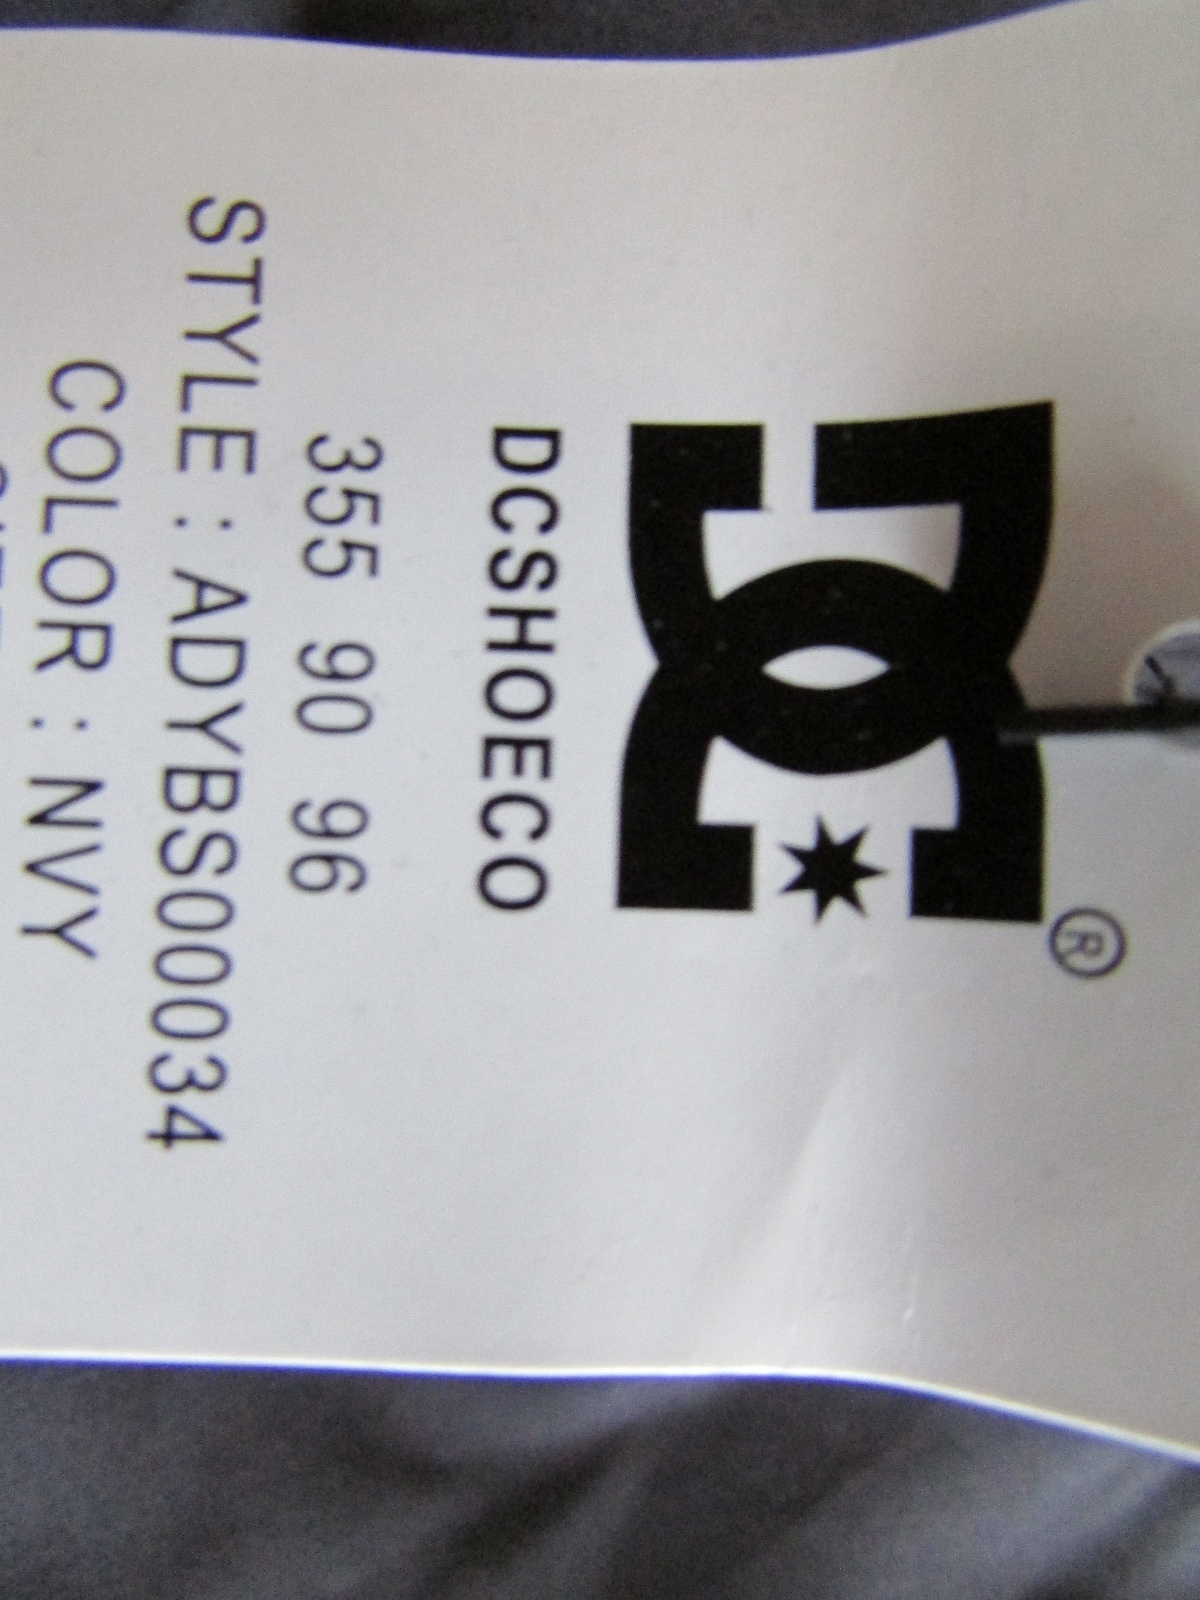 ®
DCSHOECO
355 90 96
STYLE : ADYBS00034
COLOR : NVY